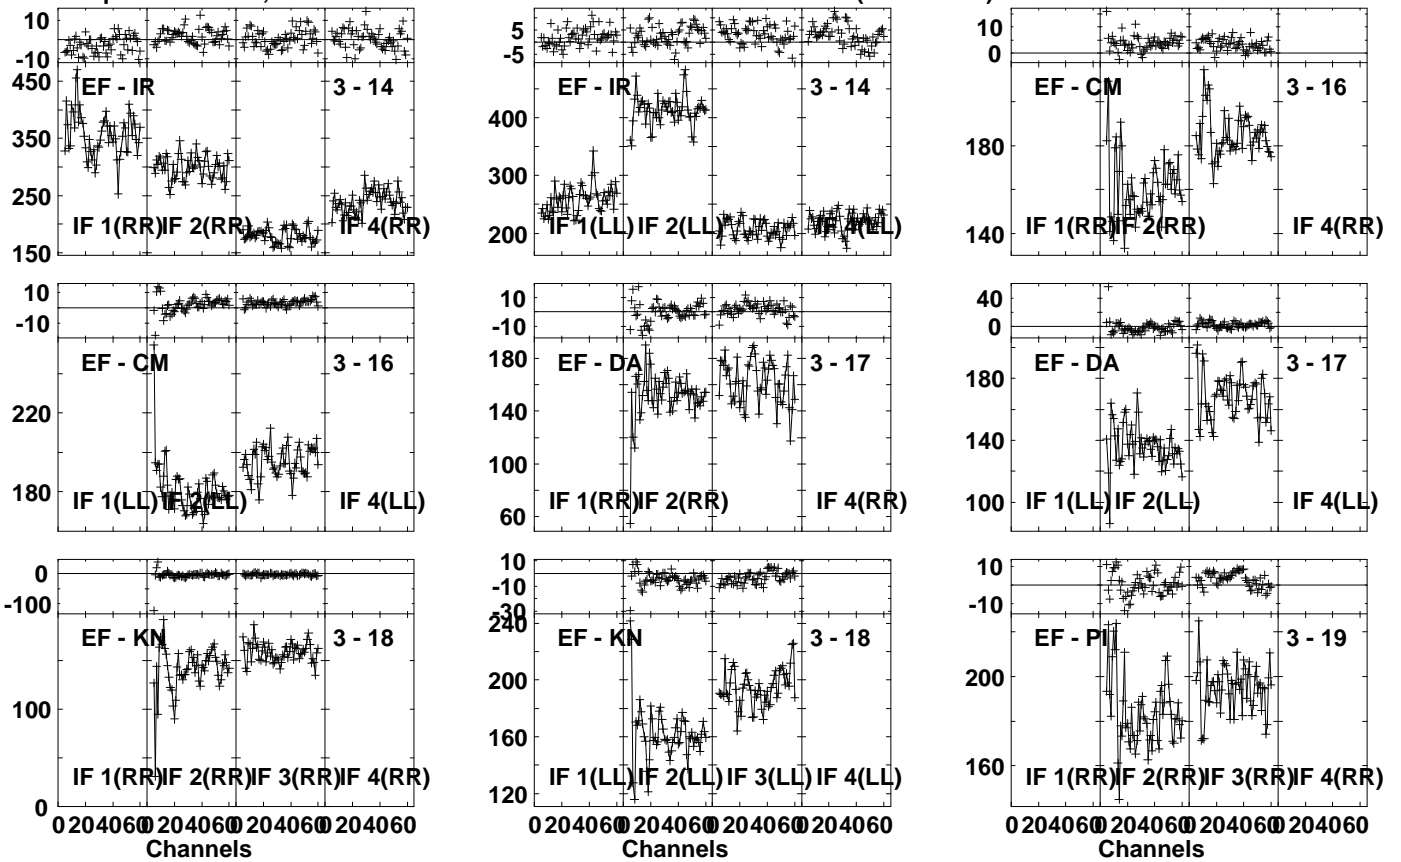 10
-10
450
350
250
150
EF - IR
3 - 14
IF 1(RR) IF 2(RR) IF 4(RR)
5
-5
400
300
200
EF - IR
3 - 14
IF 1(LL) IF 2(LL) IF 4(LL)
10
0
180
140
EF - CM
3 - 16
IF 1(RR) IF 2(RR) IF 4(RR)
10
-10
220
180
EF - CM
3 - 16
IF 1(LL) IF 2(LL) IF 4(LL)
10
-10
180
140
100
60
EF - DA
3 - 17
IF 1(RR) IF 2(RR) IF 4(RR)
40
0
180
140
100
EF - DA
3 - 17
IF 1(LL) IF 2(LL) IF 4(LL)
0
-100
100
0
EF - KN
3 - 18
IF 1(RR) IF 2(RR) IF 3(RR) IF 4(RR)
0 204060 0 204060 0 204060 0 204060
Channels
10
-10
-30
240
200
160
120
EF - KN
3 - 18
IF 1(LL) IF 2(LL) IF 3(LL) IF 4(LL)
0 204060 0 204060 0 204060 0 204060
Channels
10
-10
200
160
EF - PI
3 - 19
IF 1(RR) IF 2(RR) IF 3(RR) IF 4(RR)
0 204060 0 204060 0 204060 0 204060
Channels